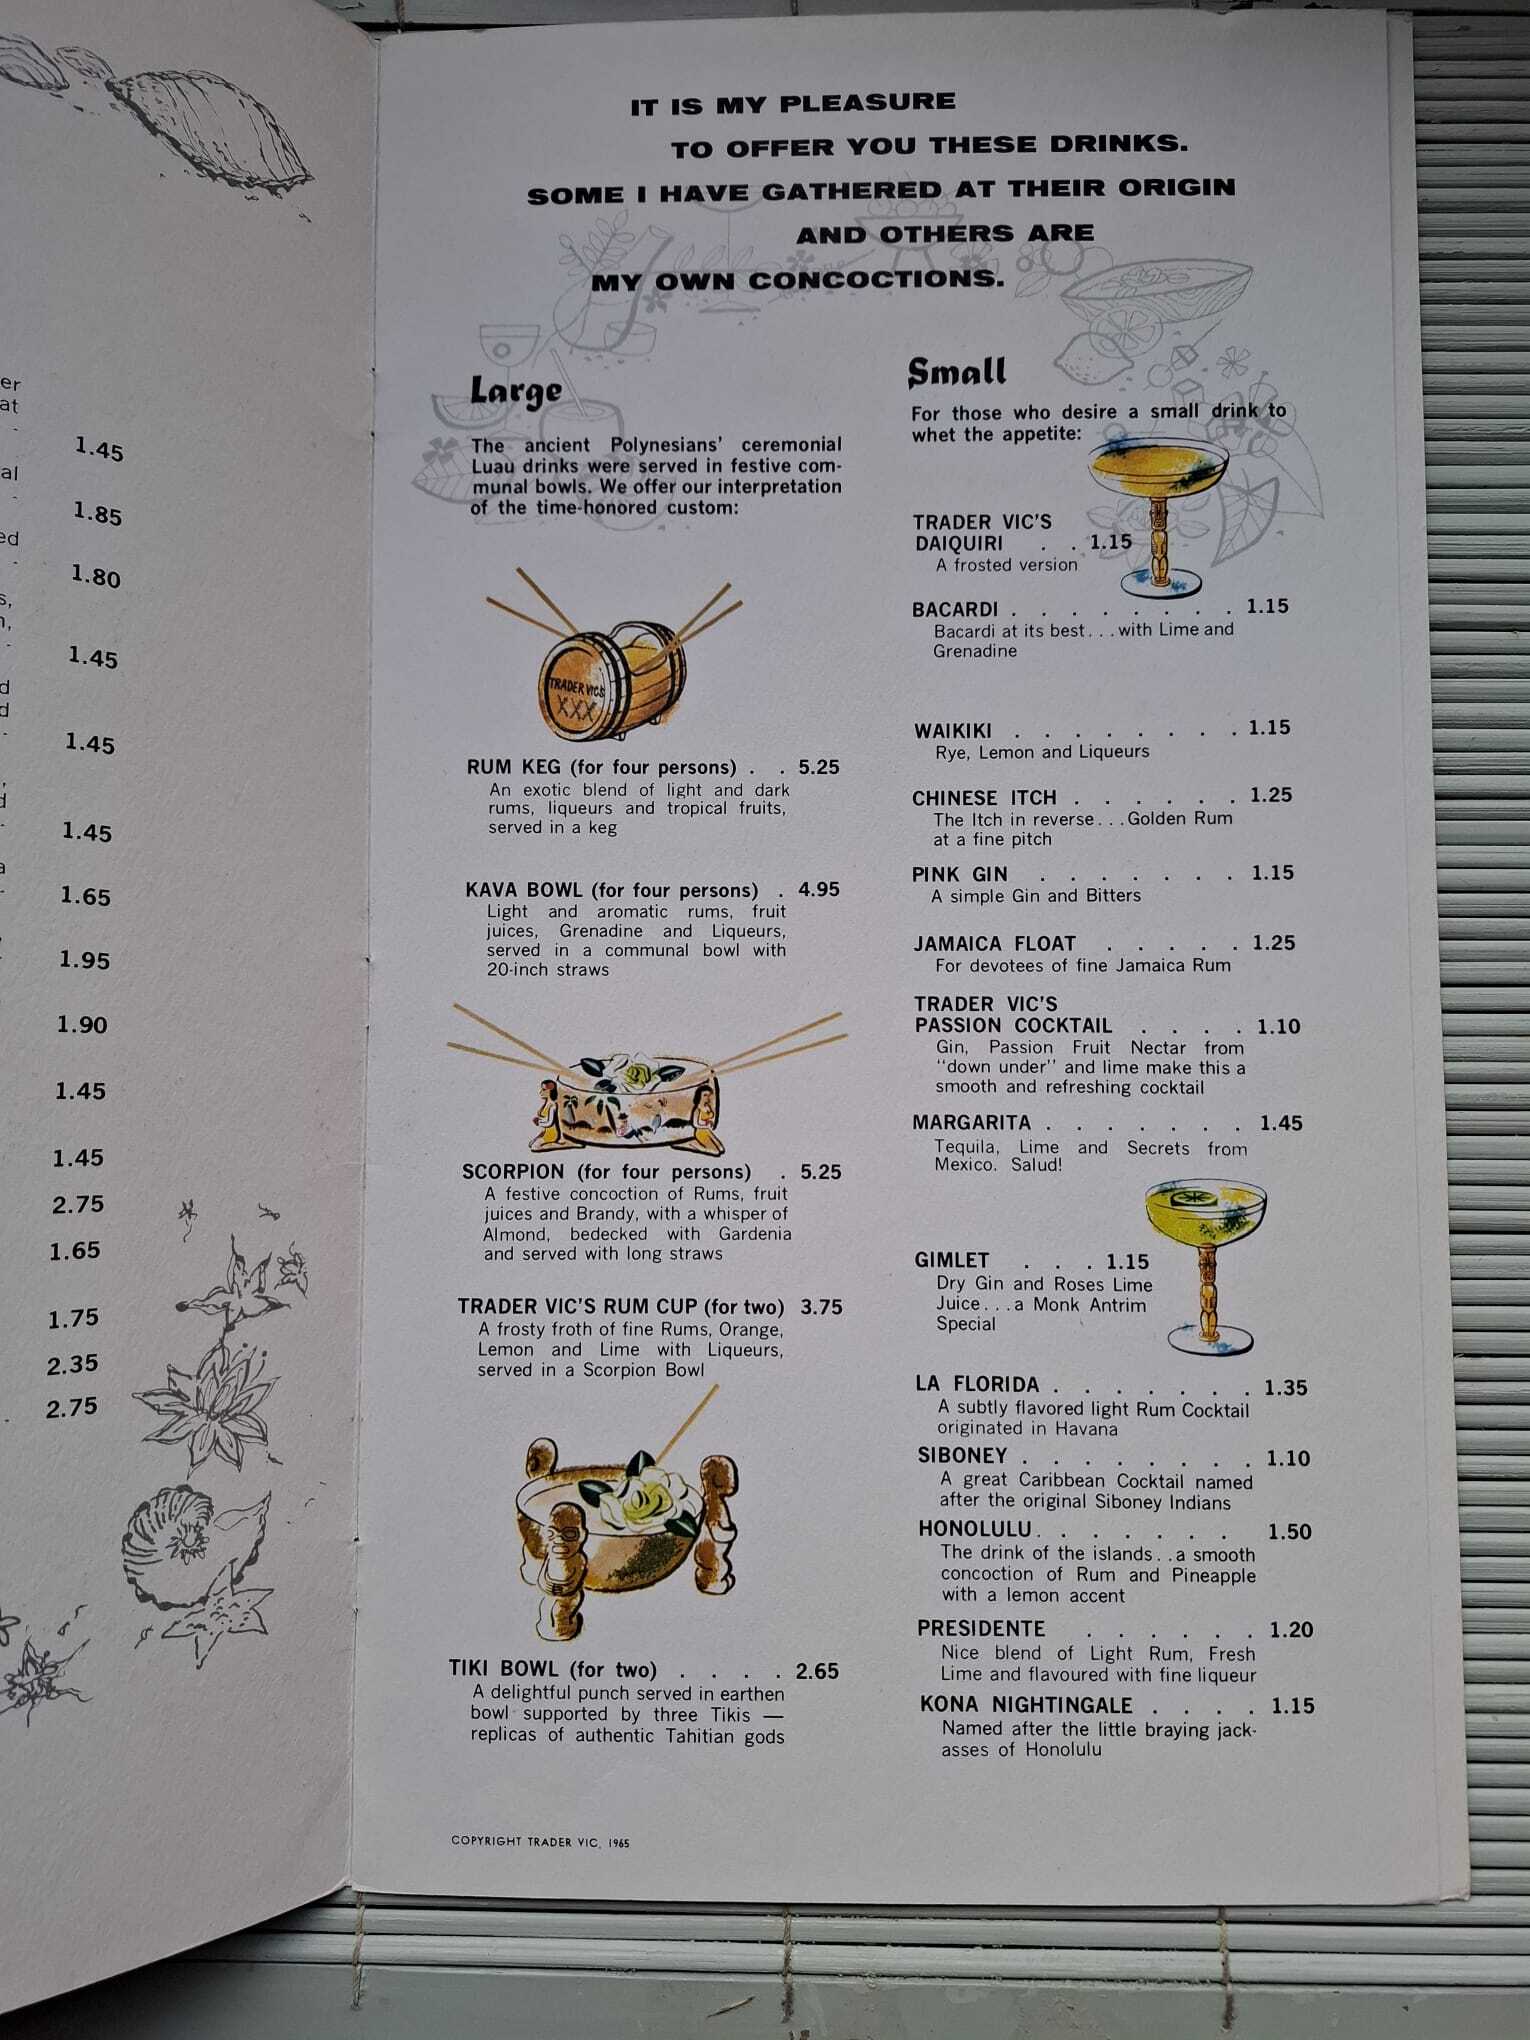 er
at
1.45
al
1.85
ed
1.80
s,
n,
1.45
d
d
1.45
d
1.45
a
1.65
1.95
1.90
1.45
1.45
2.75
1.65
1.75
2.35
. 2.75
IT IS MY PLEASURE
TO OFFER YOU THESE DRINKS.
SOME I HAVE GATHERED AT THEIR ORIGIN
AND OTHERS ARE
MY OWN CONCOCTIONS.
Large
The ancient Polynesians' ceremonial
Luau drinks were served in festive com-
munal bowls. We offer our interpretation
of the time-honored custom:
TRADER VIC'S
XXX
RUM KEG (for four persons) . . 5.25
An exotic blend of light and dark
rums, liqueurs and tropical fruits,
served in a keg
KAVA BOWL (for four persons) . 4.95
Light and aromatic rums, fruit
juices, Grenadine and Liqueurs,
served in a communal bowl with
20-inch straws
SCORPION (for four persons) . 5.25
A festive concoction of Rums, fruit
juices and Brandy, with a whisper of
Almond, bedecked with Gardenia
and served with long straws
TRADER VIC'S RUM CUP (for two) 3.75
A frosty froth of fine Rums, Orange,
Lemon and Lime with Liqueurs,
served in a Scorpion Bowl
TIKI BOWL (for two) . . . . 2.65
A delightful punch served in earthen
bowl supported by three Tikis —
replicas of authentic Tahitian gods
COPYRIGHT TRADER VIC, 1965
Small
For those who desire a small drink to
whet the appetite:
TRADER VIC'S
DAIQUIRI . . 1.15
A frosted version
BACARDI . . . . . . . . 1.15
Bacardi at its best...with Lime and
Grenadine
WAIKIKI . . . . . . . . 1.15
Rye, Lemon and Liqueurs
CHINESE ITCH . . . . . . 1.25
The Itch in reverse...Golden Rum
at a fine pitch
PINK GIN . . . . . . . 1.15
A simple Gin and Bitters
JAMAICA FLOAT . . . . . 1.25
For devotees of fine Jamaica Rum
TRADER VIC'S
PASSION COCKTAIL . . . . 1.10
Gin, Passion Fruit Nectar from
"down under" and lime make this a
smooth and refreshing cocktail
MARGARITA . . . . . . . 1.45
Tequila, Lime and Secrets from
Mexico. Salud!
GIMLET . . . 1.15
Dry Gin and Roses Lime
Juice...a Monk Antrim
Special
LA FLORIDA . . . . . . . 1.35
A subtly flavored light Rum Cocktail
originated in Havana
SIBONEY . . . . . . . . 1.10
A great Caribbean Cocktail named
after the original Siboney Indians
HONOLULU . . . . . . . 1.50
The drink of the islands..a smooth
concoction of Rum and Pineapple
with a lemon accent
PRESIDENTE . . . . . . 1.20
Nice blend of Light Rum, Fresh
Lime and flavoured with fine liqueur
KONA NIGHTINGALE . . . . 1.15
Named after the little braying jack-
asses of Honolulu